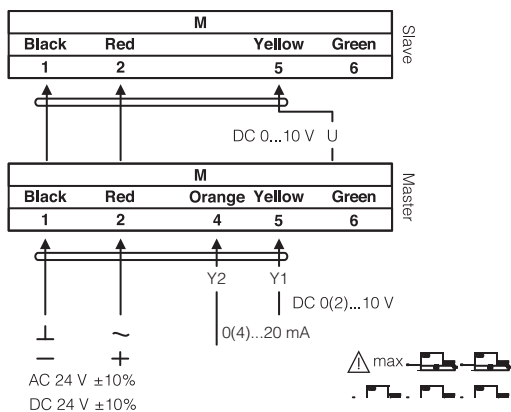 M
Black Red Yellow Green
1 2 5 6
Slave
DC 0...10 V U
M
Black Red Orange Yellow Green
1 2 4 5 6
Master
Y2 Y1
DC 0(2)...10 V
⊥ ~ 0(4)...20 mA
– +
AC 24 V ±10%
DC 24 V ±10%
max